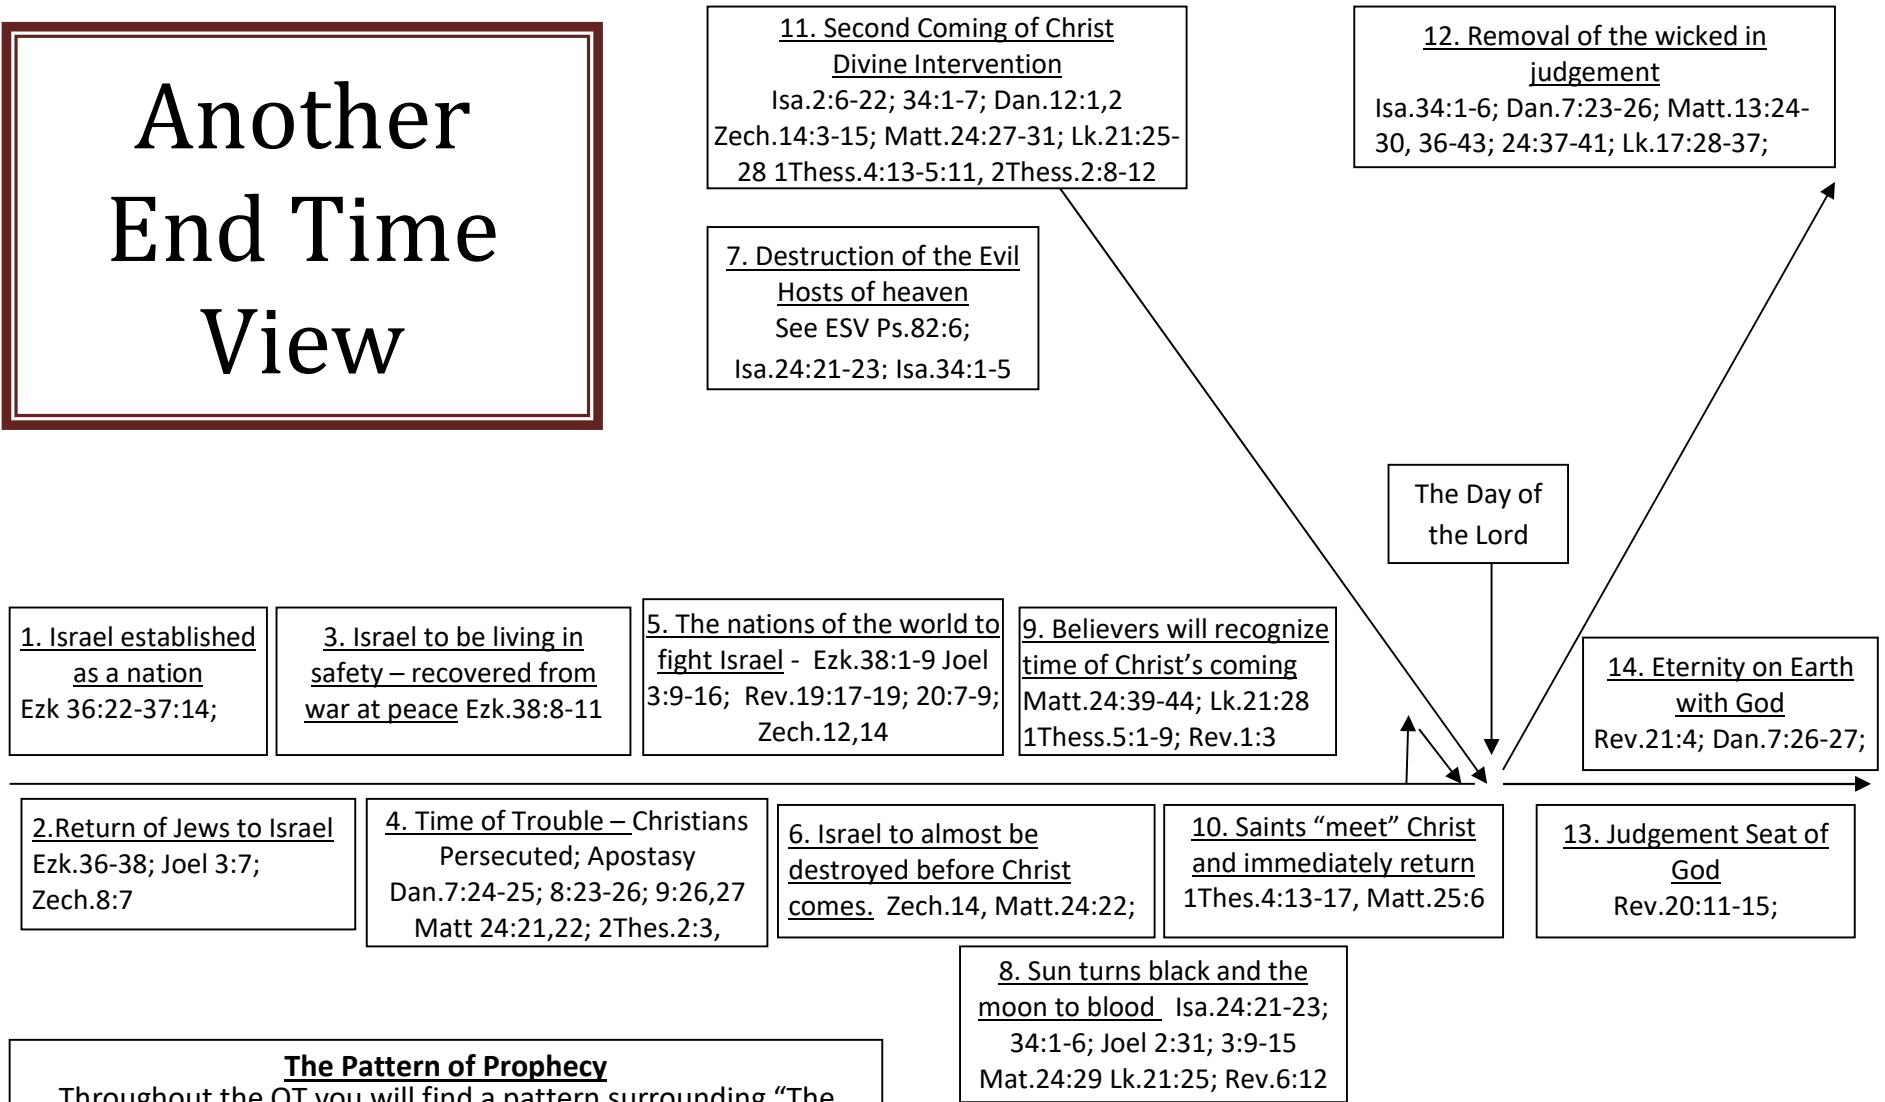 Another
End Time
View
11. Second Coming of Christ
Divine Intervention
Isa.2:6-22; 34:1-7; Dan.12:1,2
Zech.14:3-15; Matt.24:27-31; Lk.21:25-
28 1Thess.4:13-5:11, 2Thess.2:8-12
12. Removal of the wicked in
judgement
Isa.34:1-6; Dan.7:23-26; Matt.13:24-
30, 36-43; 24:37-41; Lk.17:28-37;
7. Destruction of the Evil
Hosts of heaven
See ESV Ps.82:6;
Isa.24:21-23; Isa.34:1-5
The Day of
the Lord
1. Israel established
as a nation
Ezk 36:22-37:14;
3. Israel to be living in
safety – recovered from
war at peace Ezk.38:8-11
5. The nations of the world to
fight Israel - Ezk.38:1-9 Joel
3:9-16; Rev.19:17-19; 20:7-9;
Zech.12,14
9. Believers will recognize
time of Christ’s coming
Matt.24:39-44; Lk.21:28
1Thess.5:1-9; Rev.1:3
14. Eternity on Earth
with God
Rev.21:4; Dan.7:26-27;
2.Return of Jews to Israel
Ezk.36-38; Joel 3:7;
Zech.8:7
4. Time of Trouble – Christians
Persecuted; Apostasy
Dan.7:24-25; 8:23-26; 9:26,27
Matt 24:21,22; 2Thes.2:3,
6. Israel to almost be
destroyed before Christ
comes. Zech.14, Matt.24:22;
10. Saints “meet” Christ
and immediately return
1Thes.4:13-17, Matt.25:6
13. Judgement Seat of
God
Rev.20:11-15;
8. Sun turns black and the
moon to blood Isa.24:21-23;
34:1-6; Joel 2:31; 3:9-15
Mat.24:29 Lk.21:25; Rev.6:12
The Pattern of Prophecy
Throughout the OT you will find a pattern surrounding “The